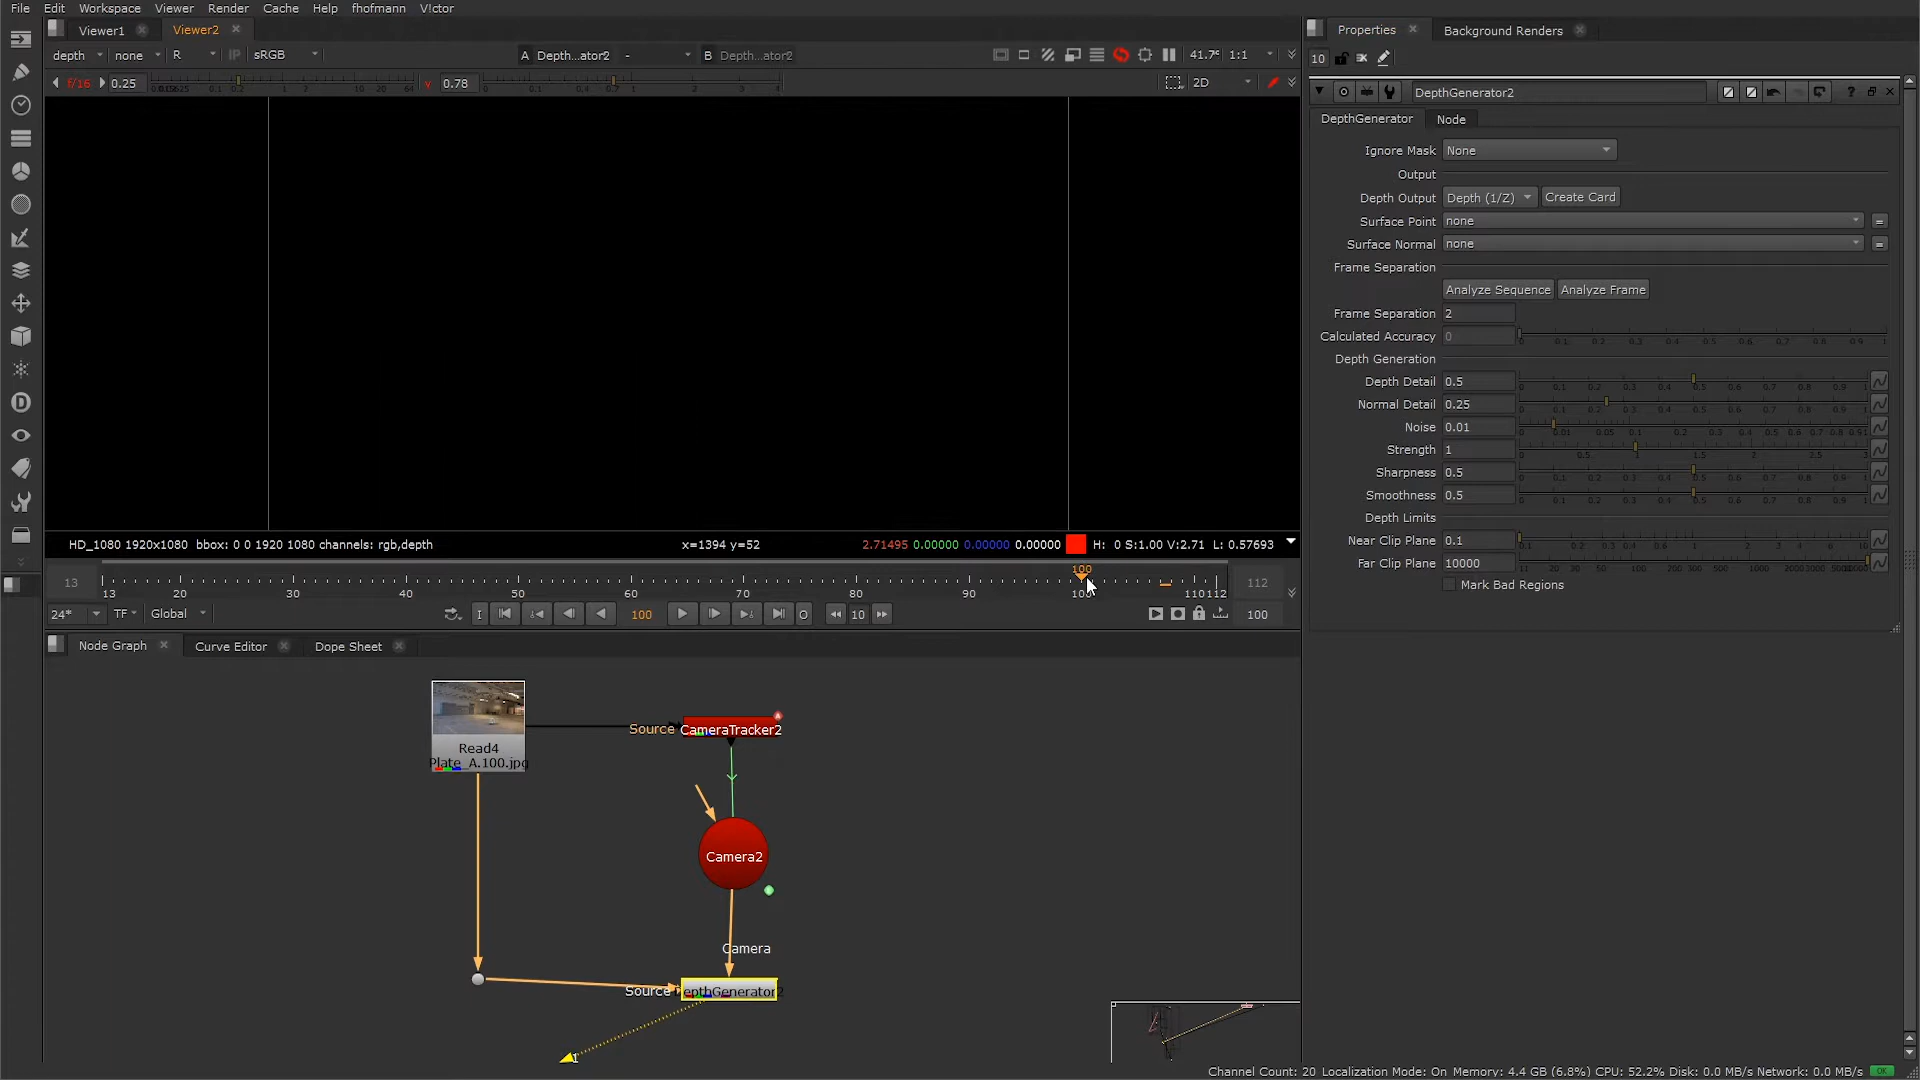 File Edit Workspace Viewer Render Cache Help fhofmann V!ctor
Viewer1 Viewer2
depth none R IP sRGB A Depth...ator2 - B Depth...ator2 41.7° 1:1
f/16 0.25 v 0.78 2D
HD_1080 1920x1080 bbox: 0 0 1920 1080 channels: rgb,depth x=1394 y=52 2.71495 0.00000 0.00000 0.00000 H: 0 S:1.00 V:2.71 L: 0.57693
100
13 112
13 20 30 40 50 60 70 80 90 100 110 112
24* TF Global I 100 O 10 100
Node Graph Curve Editor Dope Sheet
Read4
Plate_A.100.jpg
Source CameraTracker2
Camera2
Camera
Source DepthGenerator2
1
Properties Background Renders
10
DepthGenerator2
DepthGenerator Node
Ignore Mask None
Output
Depth Output Depth (1/Z) Create Card
Surface Point none =
Surface Normal none =
Frame Separation
Analyze Sequence Analyze Frame
Frame Separation 2
Calculated Accuracy 0
Depth Generation
Depth Detail 0.5
Normal Detail 0.25
Noise 0.01
Strength 1
Sharpness 0.5
Smoothness 0.5
Depth Limits
Near Clip Plane 0.1
Far Clip Plane 10000
Mark Bad Regions
Channel Count: 20 Localization Mode: On Memory: 4.4 GB (6.8%) CPU: 52.2% Disk: 0.0 MB/s Network: 0.0 MB/s OK